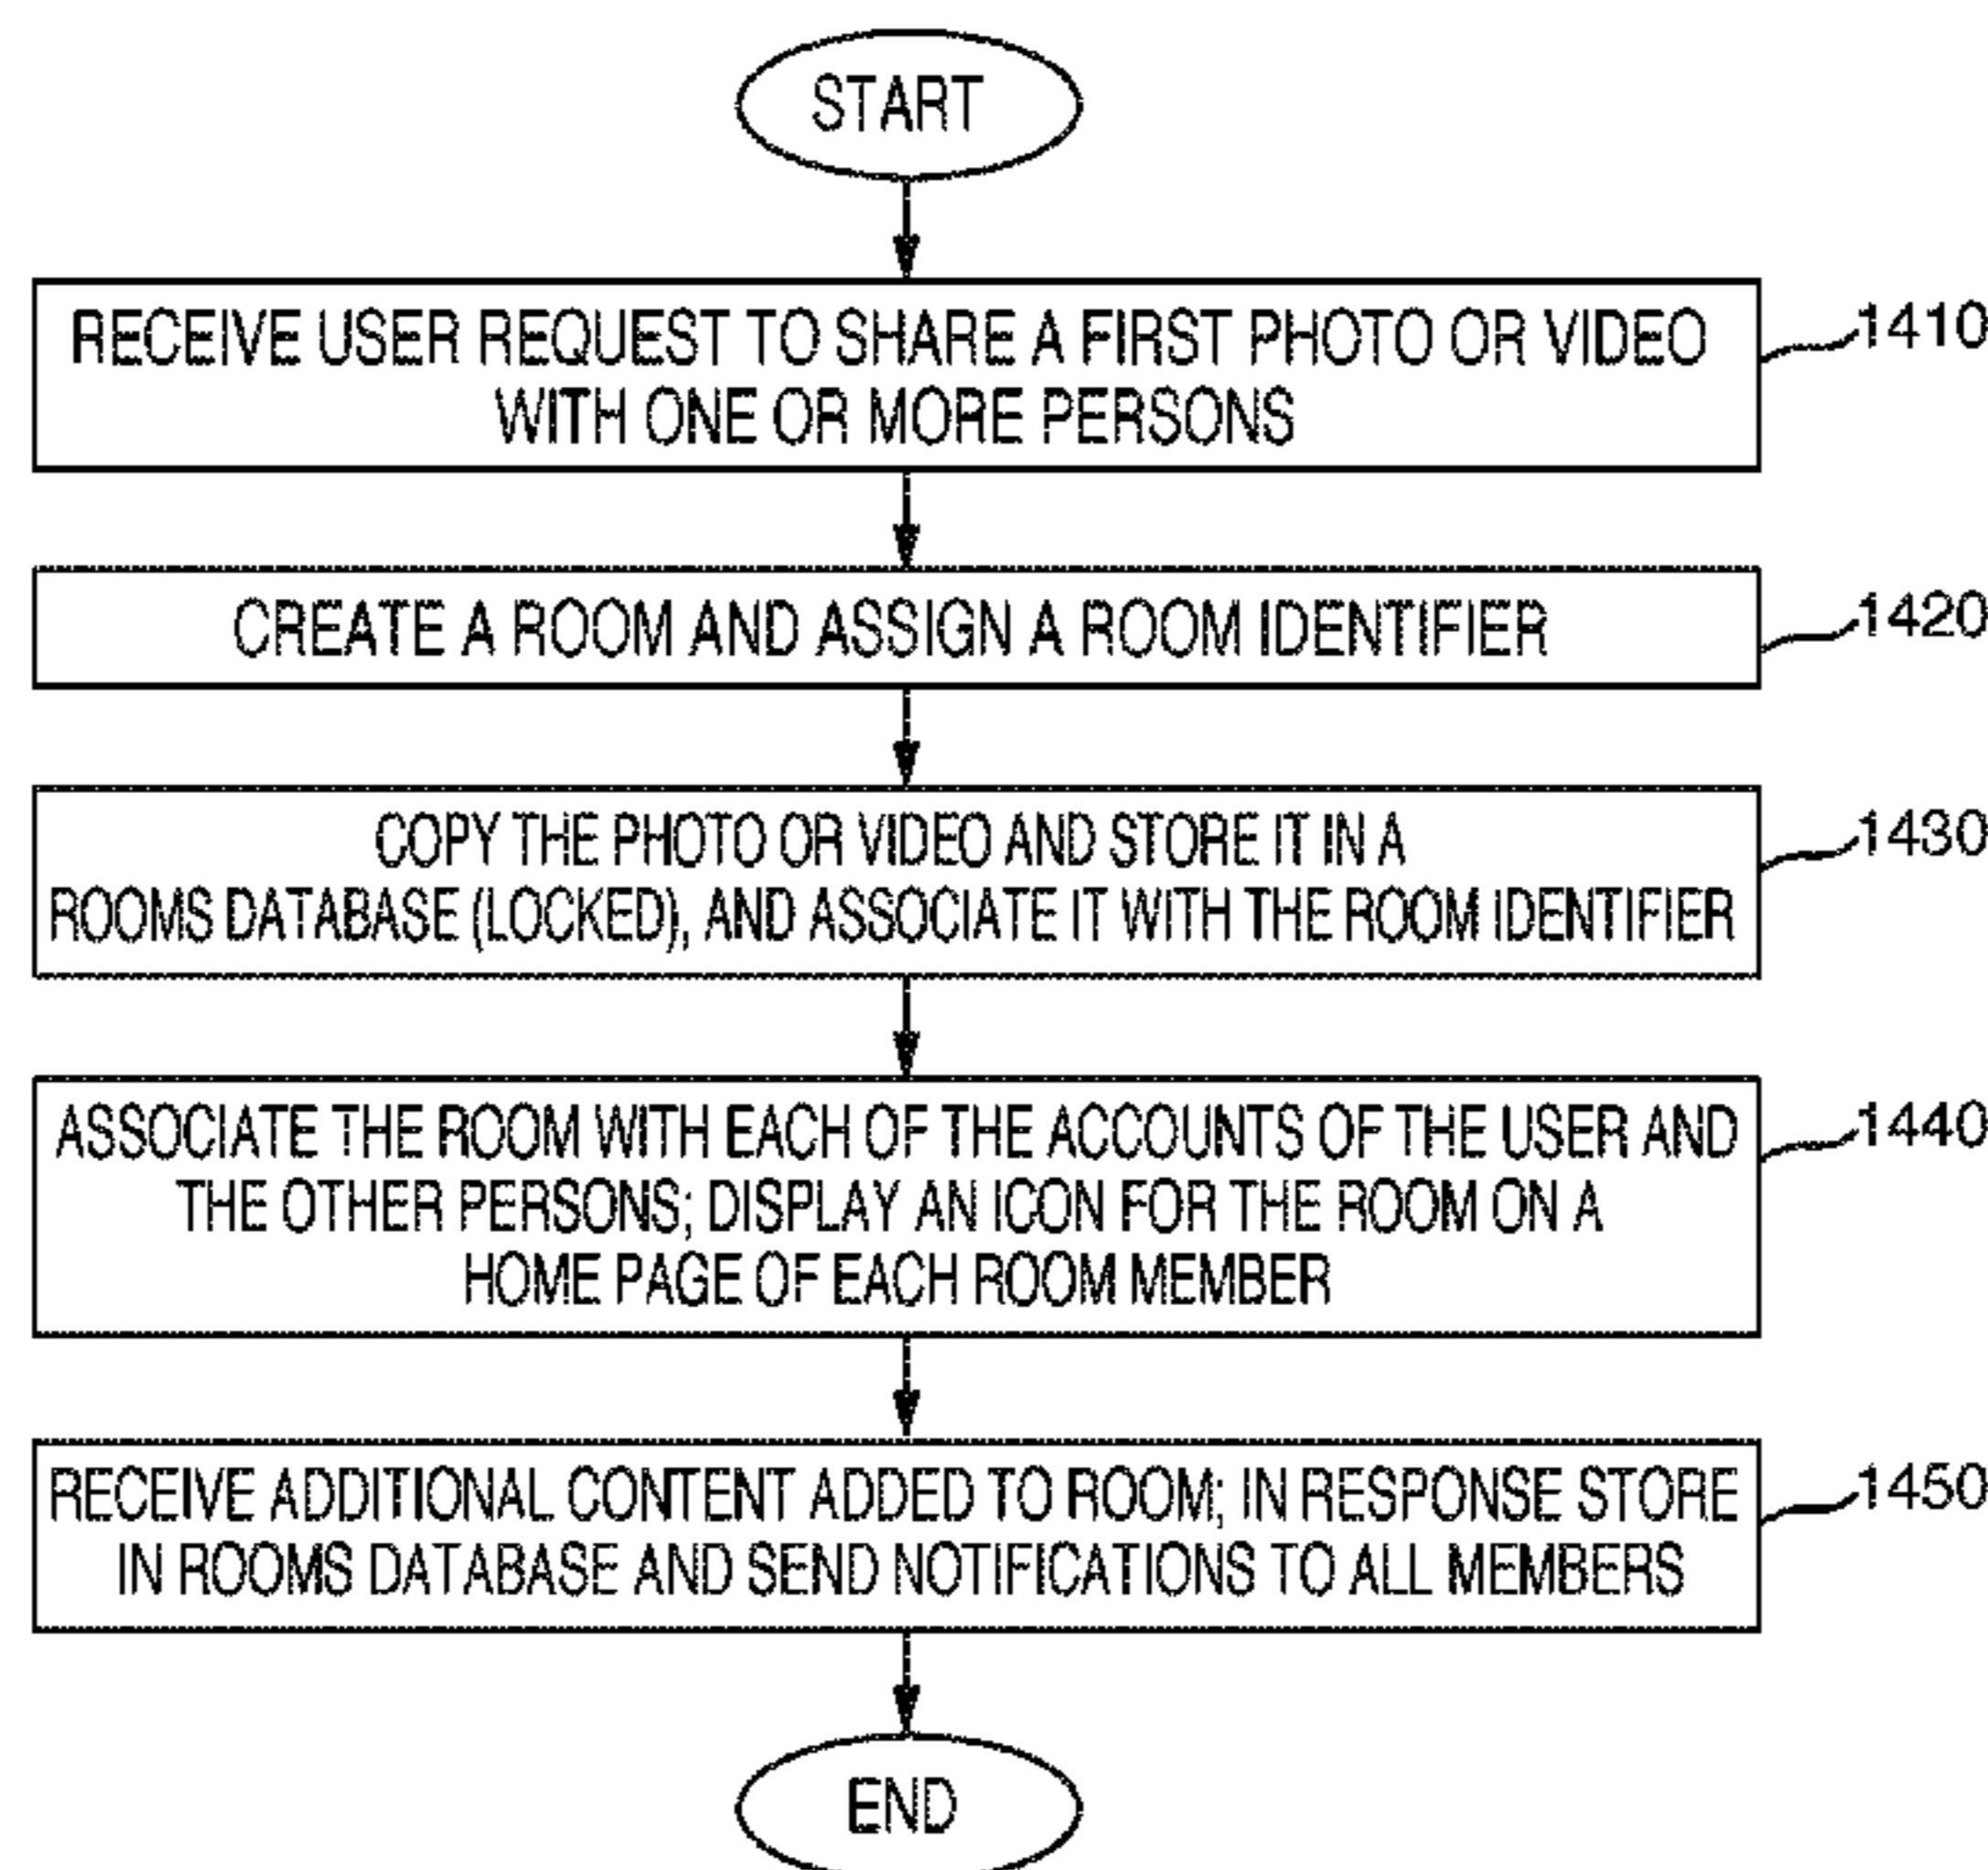 START
RECEIVE USER REQUEST TO SHARE A FIRST PHOTO OR VIDEO
WITH ONE OR MORE PERSONS
1410
CREATE A ROOM AND ASSIGN A ROOM IDENTIFIER
1420
COPY THE PHOTO OR VIDEO AND STORE IT IN A
ROOMS DATABASE (LOCKED), AND ASSOCIATE IT WITH THE ROOM IDENTIFIER
1430
ASSOCIATE THE ROOM WITH EACH OF THE ACCOUNTS OF THE USER AND
THE OTHER PERSONS; DISPLAY AN ICON FOR THE ROOM ON A
HOME PAGE OF EACH ROOM MEMBER
1440
RECEIVE ADDITIONAL CONTENT ADDED TO ROOM; IN RESPONSE STORE
IN ROOMS DATABASE AND SEND NOTIFICATIONS TO ALL MEMBERS
1450
END